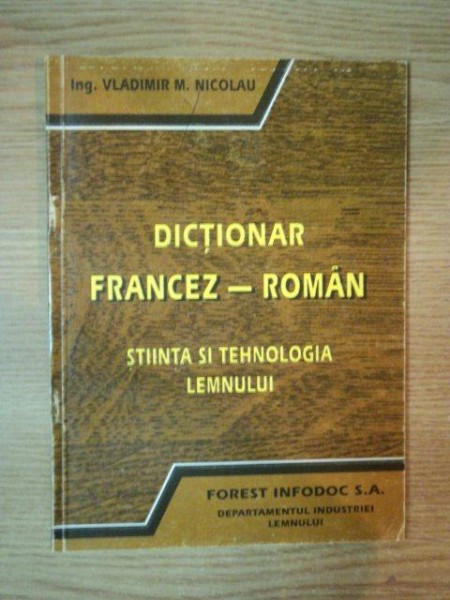 Ing. VLADIMIR M. NICOLAU
DICȚIONAR
FRANCEZ — ROMÂN
STIINTA SI TEHNOLOGIA
LEMNULUI
FOREST INFODOC S.A.
DEPARTAMENTUL INDUSTRIEI
LEMNULUI